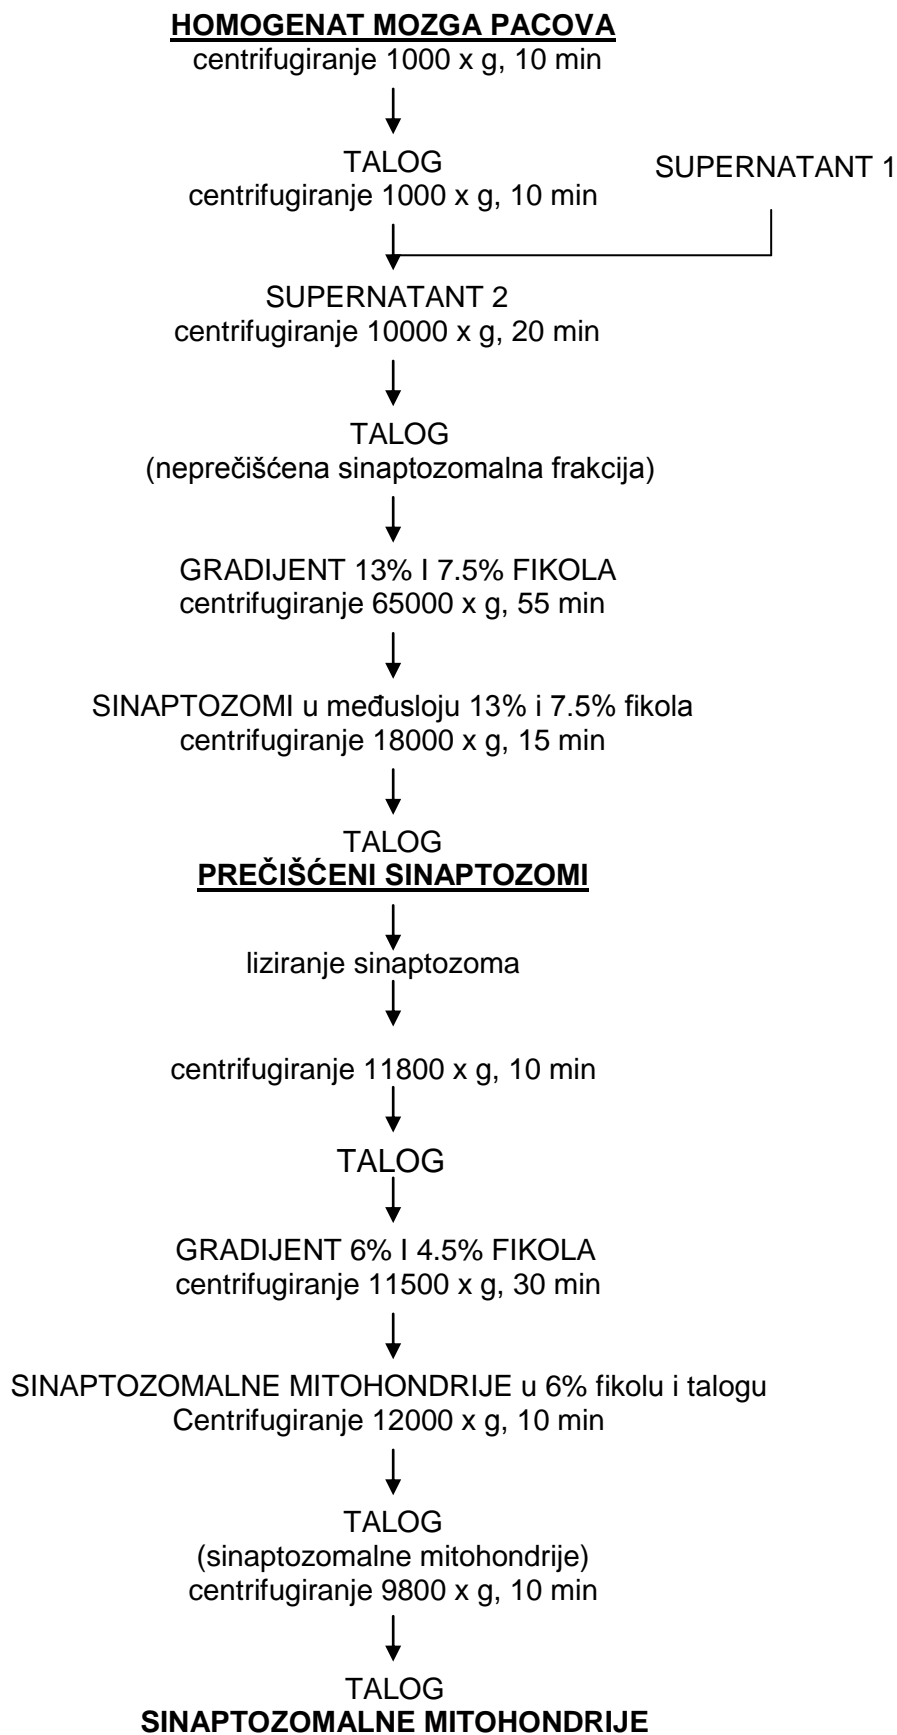 HOMOGENAT MOZGA PACOVA
centrifugiranje 1000 x g, 10 min
TALOG
centrifugiranje 1000 x g, 10 min
SUPERNATANT 1
SUPERNATANT 2
centrifugiranje 10000 x g, 20 min
TALOG
(neprečišćena sinaptozomalna frakcija)
GRADIJENT 13% I 7.5% FIKOLA
centrifugiranje 65000 x g, 55 min
SINAPTOZOMI u međusloju 13% i 7.5% fikola
centrifugiranje 18000 x g, 15 min
TALOG
PREČIŠĆENI SINAPTOZOMI
liziranje sinaptozoma
centrifugiranje 11800 x g, 10 min
TALOG
GRADIJENT 6% I 4.5% FIKOLA
centrifugiranje 11500 x g, 30 min
SINAPTOZOMALNE MITOHONDRIJE u 6% fikolu i talogu
Centrifugiranje 12000 x g, 10 min
TALOG
(sinaptozomalne mitohondrije)
centrifugiranje 9800 x g, 10 min
TALOG
SINAPTOZOMALNE MITOHONDRIJE